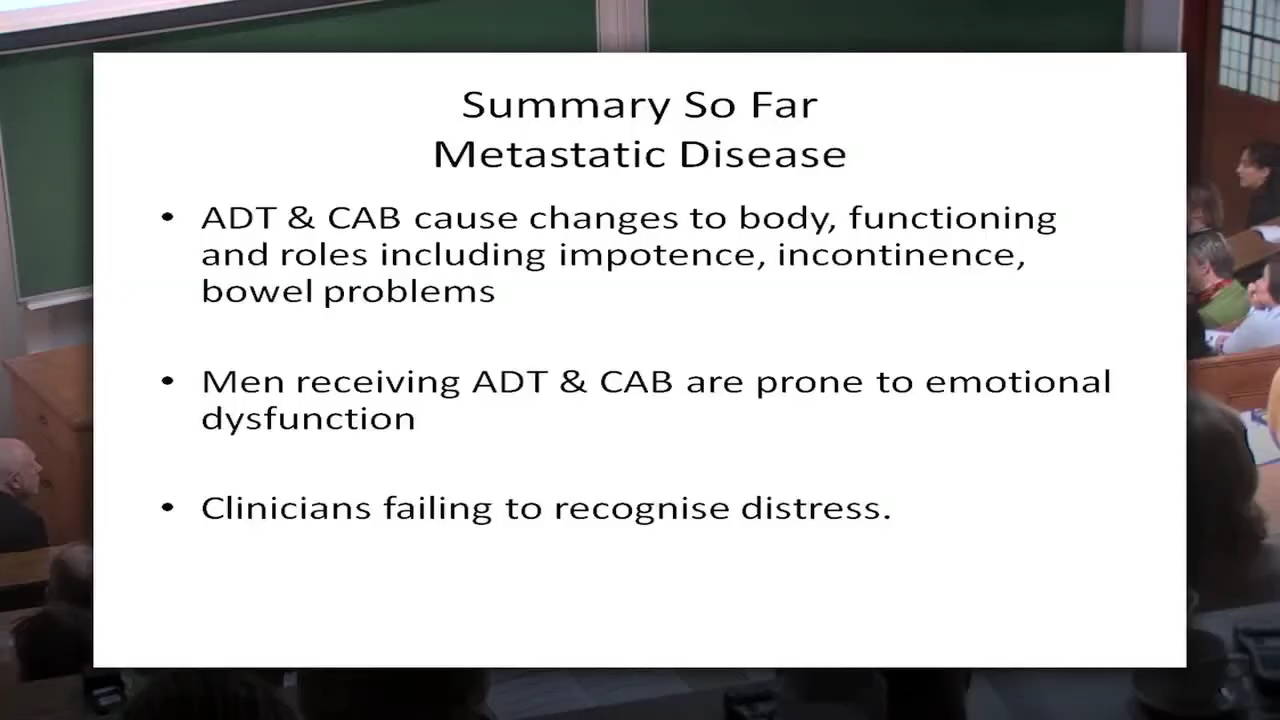 Summary So Far
Metastatic Disease
• ADT & CAB cause changes to body, functioning
and roles including impotence, incontinence,
bowel problems
• Men receiving ADT & CAB are prone to emotional
dysfunction
• Clinicians failing to recognise distress.